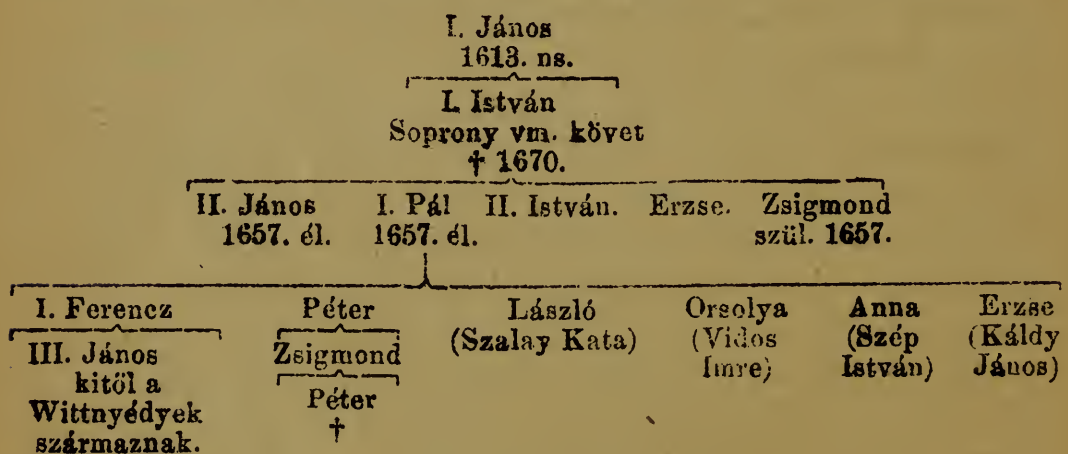 I. János
1613. ns.
I. István
Soprony vm. követ
† 1670.
II. János I. Pál II. István. Erzse. Zsigmond
1657. él. 1657. él. szül. 1657.
I. Ferencz Péter László Orsolya Anna Erzse
III. János Zsigmond (Szalay Kata) (Vidos (Szép (Káldy
kitől a Péter Imre) István) János)
Wittnyédyek †
származnak.